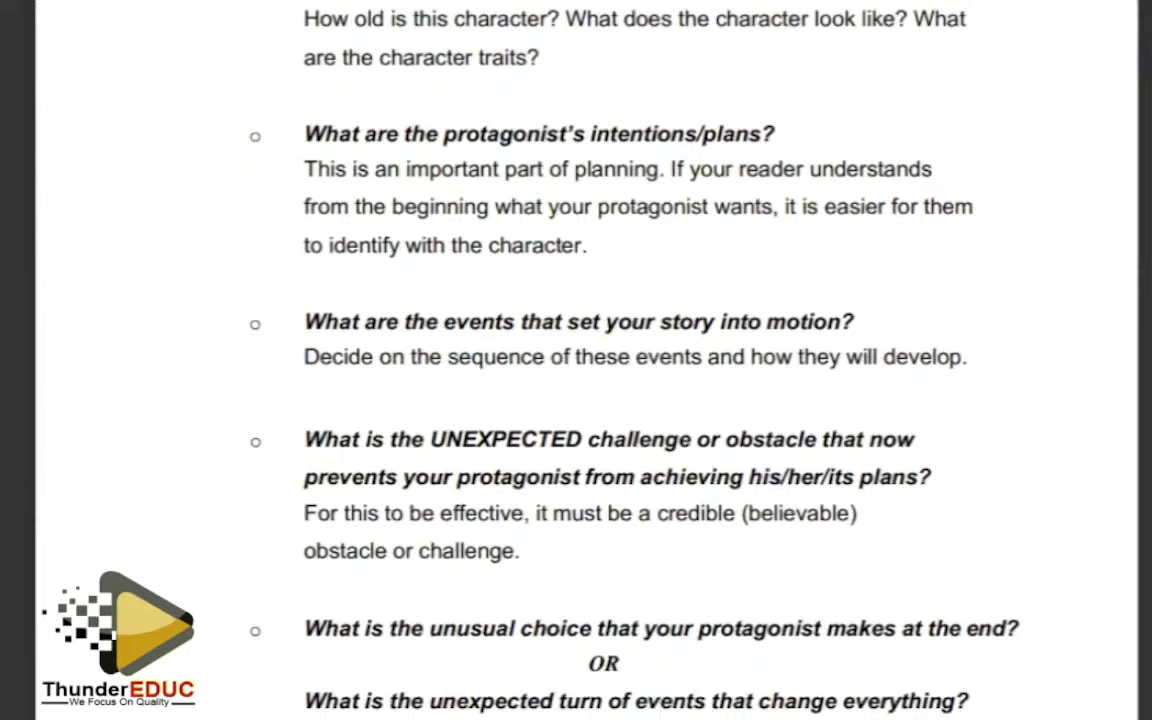 How old is this character? What does the character look like? What
are the character traits?
o What are the protagonist's intentions/plans?
This is an important part of planning. If your reader understands
from the beginning what your protagonist wants, it is easier for them
to identify with the character.
o What are the events that set your story into motion?
Decide on the sequence of these events and how they will develop.
o What is the UNEXPECTED challenge or obstacle that now
prevents your protagonist from achieving his/her/its plans?
For this to be effective, it must be a credible (believable)
obstacle or challenge.
o What is the unusual choice that your protagonist makes at the end?
OR
What is the unexpected turn of events that change everything?
ThunderEDUC
We Focus On Quality